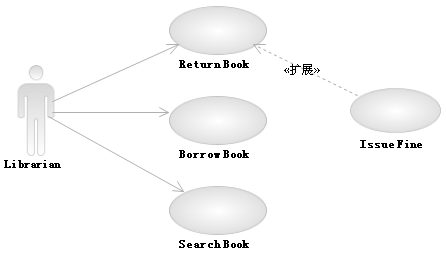 ReturnBook
«扩展»
IssueFine
BorrowBook
Librarian
SearchBook